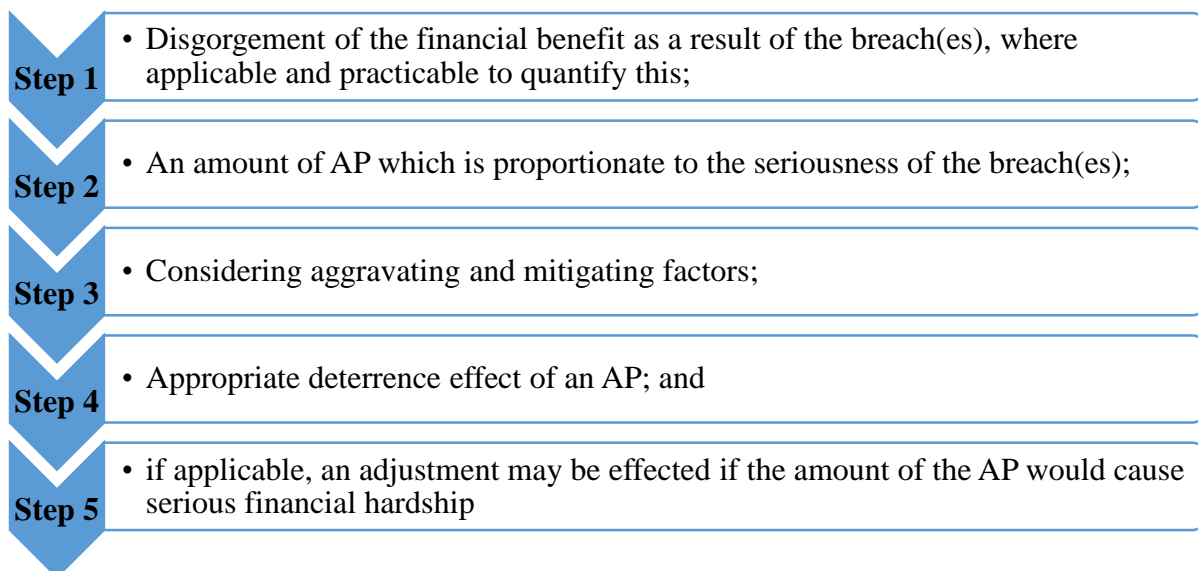 Step 1
• Disgorgement of the financial benefit as a result of the breach(es), where
applicable and practicable to quantify this;
Step 2
• An amount of AP which is proportionate to the seriousness of the breach(es);
Step 3
• Considering aggravating and mitigating factors;
Step 4
• Appropriate deterrence effect of an AP; and
Step 5
• if applicable, an adjustment may be effected if the amount of the AP would cause
serious financial hardship